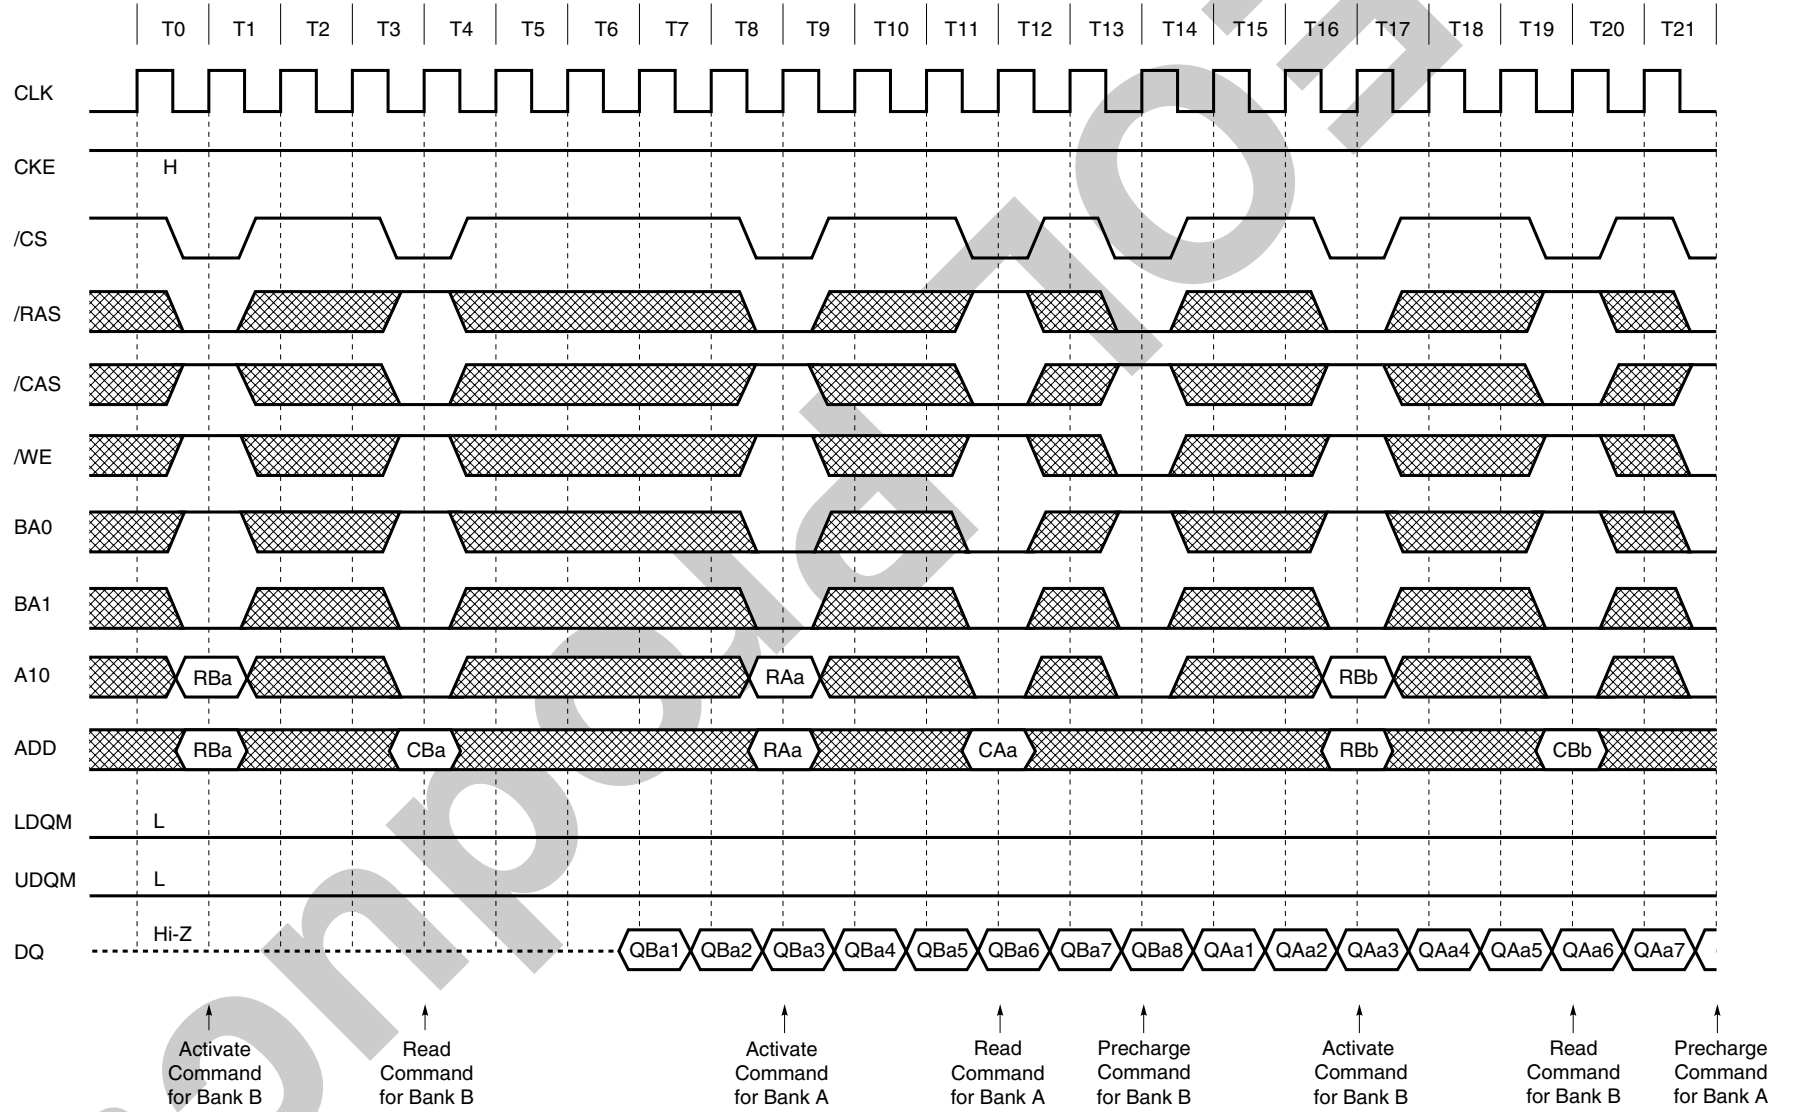 T0 T1 T2 T3 T4 T5 T6 T7 T8 T9 T10 T11 T12 T13 T14 T15 T16 T17 T18 T19 T20 T21
CLK
CKE H
/CS
/RAS
/CAS
/WE
BA0
BA1
A10 RBa RAa RBb
ADD RBa CBa RAa CAa RBb CBb
LDQM L
UDQM L
DQ Hi-Z QBa1 QBa2 QBa3 QBa4 QBa5 QBa6 QBa7 QBa8 QAa1 QAa2 QAa3 QAa4 QAa5 QAa6 QAa7
Activate
Command
for Bank B
Read
Command
for Bank B
Activate
Command
for Bank A
Read
Command
for Bank A
Precharge
Command
for Bank B
Activate
Command
for Bank B
Read
Command
for Bank B
Precharge
Command
for Bank A